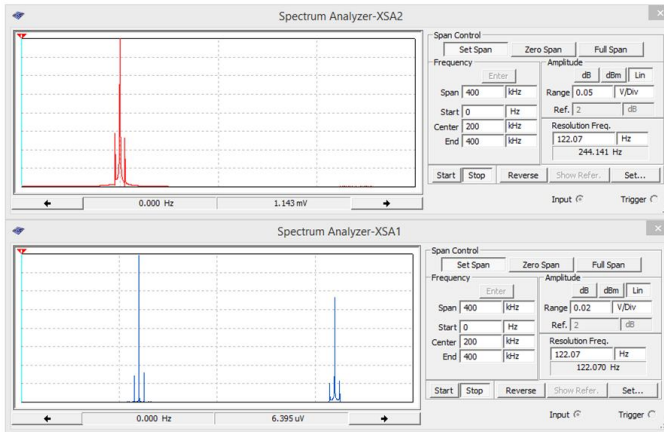 Spectrum Analyzer-XSA2
Span Control
Set Span Zero Span Full Span
Frequency Amplitude
Enter dB dBm Lin
Span 400 kHz Range 0.05 V/Div
Start 0 Hz Ref. 2 dB
Center 200 kHz Resolution Freq.
End 400 kHz 122.07 Hz
244.141 Hz
Start Stop Reverse Show Refer. Set...
0.000 Hz 1.143 mV Input Trigger
Spectrum Analyzer-XSA1
Span Control
Set Span Zero Span Full Span
Frequency Amplitude
Enter dB dBm Lin
Span 400 kHz Range 0.02 V/Div
Start 0 Hz Ref. 2 dB
Center 200 kHz Resolution Freq.
End 400 kHz 122.07 Hz
122.070 Hz
Start Stop Reverse Show Refer. Set...
0.000 Hz 6.395 uV Input Trigger